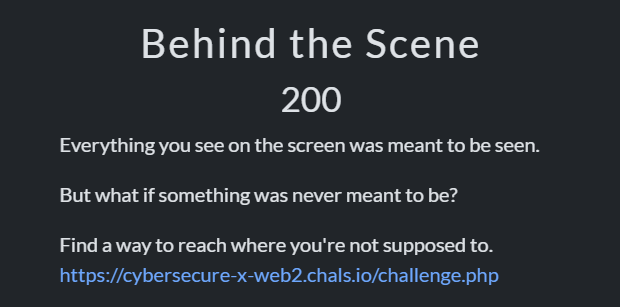 Behind the Scene
200
Everything you see on the screen was meant to be seen.
But what if something was never meant to be?
Find a way to reach where you're not supposed to.
https://cybersecure-x-web2.chals.io/challenge.php